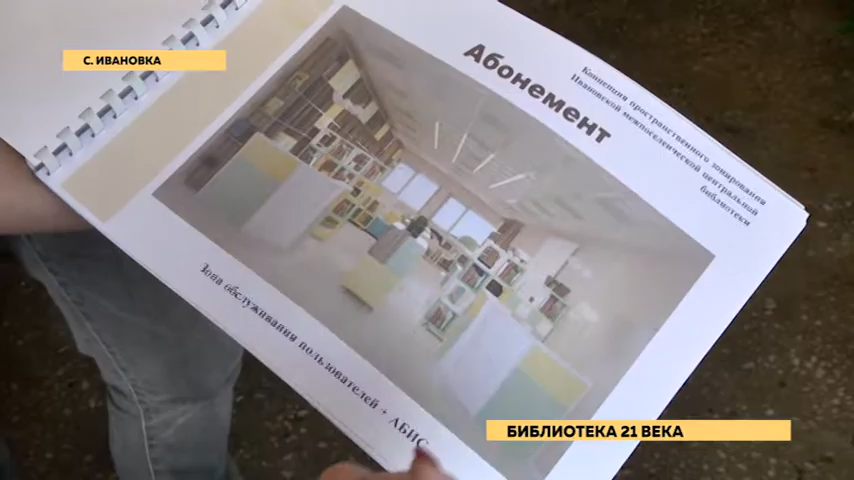 С. ИВАНОВКА
Абонемент
Концепция пространственного зонирования
Ивановской межпоселенческой центральной
библиотеки
Зона обслуживания пользователей + АБИС
БИБЛИОТЕКА 21 ВЕКА